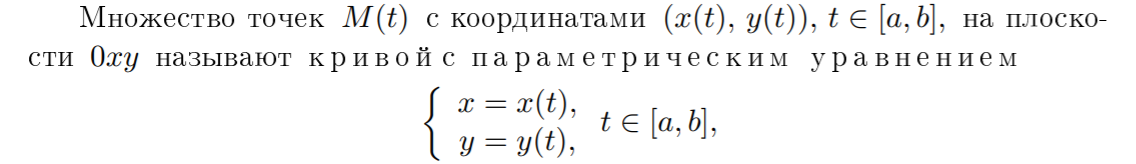 Множество точек M(t) с координатами (x(t), y(t)), t ∈ [a, b], на плоско-
сти 0xy называют кривой с параметрическим уравнением
{ x = x(t),
y = y(t), t ∈ [a, b],